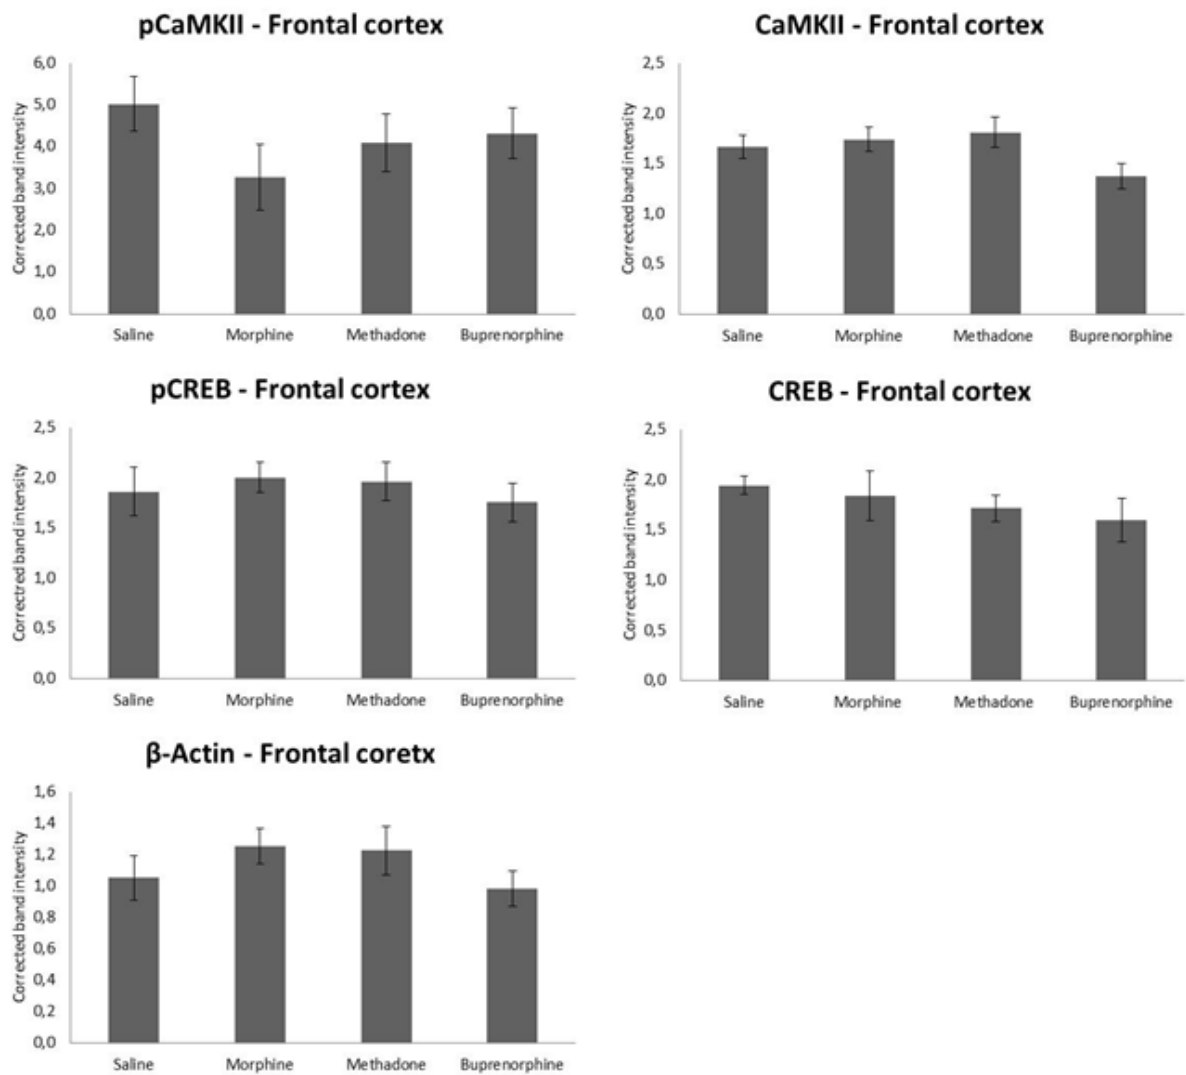 pCaMKII - Frontal cortex
Corrected band intensity
6,0
5,0
4,0
3,0
2,0
1,0
0,0
Saline Morphine Methadone Buprenorphine
CaMKII - Frontal cortex
Corrected band intensity
2,5
2,0
1,5
1,0
0,5
0,0
Saline Morphine Methadone Buprenorphine
pCREB - Frontal cortex
Correctred band intensity
2,5
2,0
1,5
1,0
0,5
0,0
Saline Morphine Methadone Buprenorphine
CREB - Frontal cortex
Corrected band intensity
2,5
2,0
1,5
1,0
0,5
0,0
Saline Morphine Methadone Buprenorphine
β-Actin - Frontal coretx
Corrected band intensity
1,6
1,4
1,2
1,0
0,8
0,6
0,4
0,2
0,0
Saline Morphine Methadone Buprenorphine